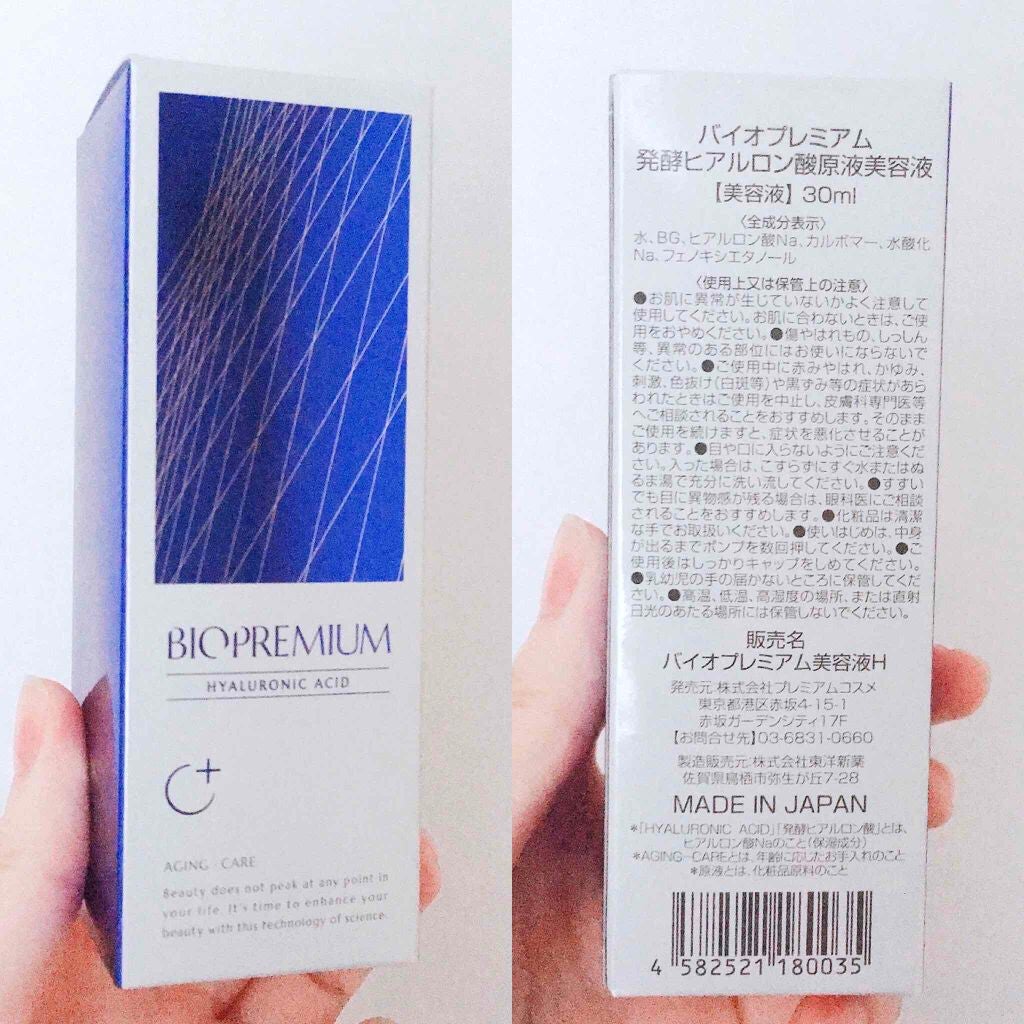 BIOPREMIUM
HYALURONIC ACID
C+
AGING-CARE
Beauty does not peak at any point in
your life. It's time to enhance your
beauty with this technology of science.
バイオプレミアム
発酵ヒアルロン酸原液美容液
【美容液】30ml
〈全成分表示〉
水、BG、ヒアルロン酸Na、カルボマー、水酸化
Na、フェノキシエタノール
〈使用上又は保管上の注意〉
●お肌に異常が生じていないかよく注意して
使用してください。お肌に合わないときは、ご使
用をおやめください。●傷やはれもの、しっしん
等、異常のある部位にはお使いにならないで
ください。●ご使用中に赤みやはれ、かゆみ、
刺激、色抜け(白斑等)や黒ずみ等の症状があら
われたときはご使用を中止し、皮膚科専門医等
へご相談されることをおすすめします。そのまま
ご使用を続けますと、症状を悪化させることが
あります。●目や口に入らないようにご注意くだ
さい。入った場合は、こすらずにすぐ水またはぬ
るま湯で充分に洗い流してください。●すすい
でも目に異物感が残る場合は、眼科医にご相談
されることをおすすめします。●化粧品は清潔
な手でお取扱いください。●使いはじめは、中身
が出るまでポンプを数回押してください。●ご
使用後はしっかりキャップをしめてください。
●乳幼児の手の届かないところに保管してくだ
さい。●高温、低温、高湿度の場所、または直射
日光のあたる場所には保管しないでください。
販売名
バイオプレミアム美容液H
発売元:株式会社プレミアムコスメ
東京都港区赤坂4-15-1
赤坂ガーデンシティ17F
【お問合せ先】03-6831-0660
製造販売元:株式会社東洋新薬
佐賀県鳥栖市弥生が丘7-28
MADE IN JAPAN
*「HYALURONIC ACID」「発酵ヒアルロン酸」とは、
ヒアルロン酸Naのこと(保湿成分)
*AGING-CAREとは、年齢に応じたお手入れのこと
*原液とは、化粧品原料のこと
4 582521 180035